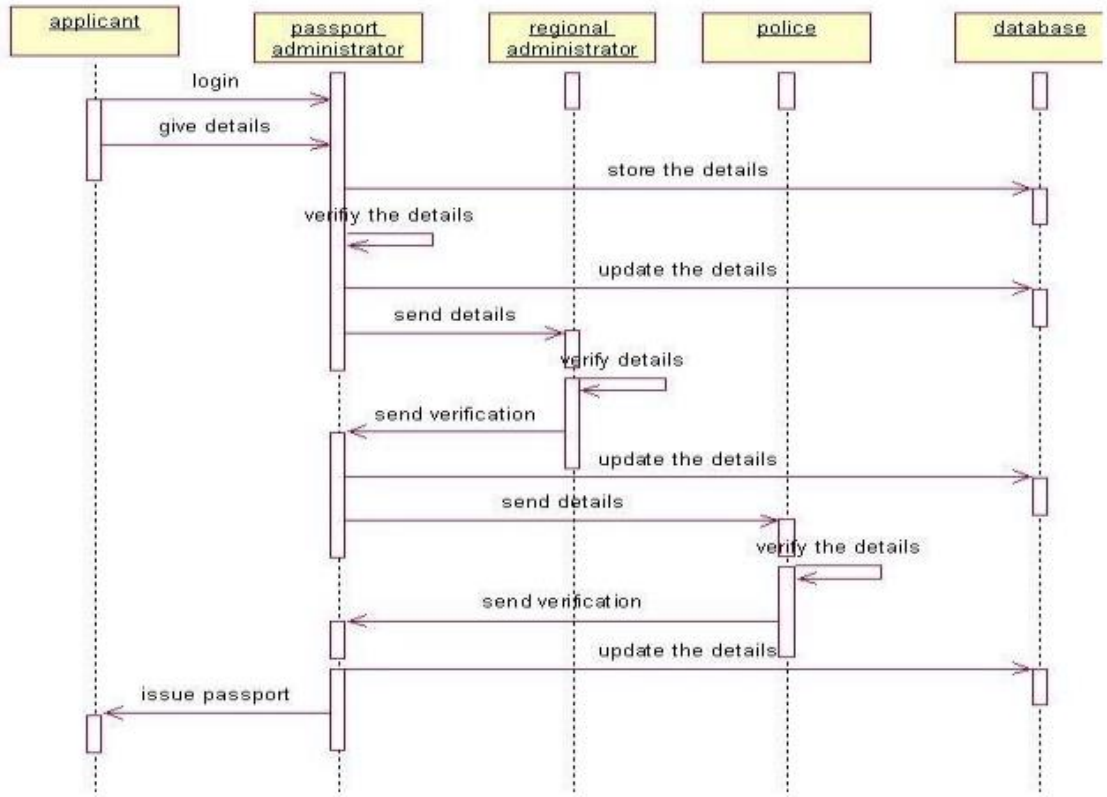 applicant
passport
administrator
regional
administrator
police
database
login
give details
store the details
verifiy the details
update the details
send details
verify details
send verification
update the details
send details
verify the details
send verification
update the details
issue passport